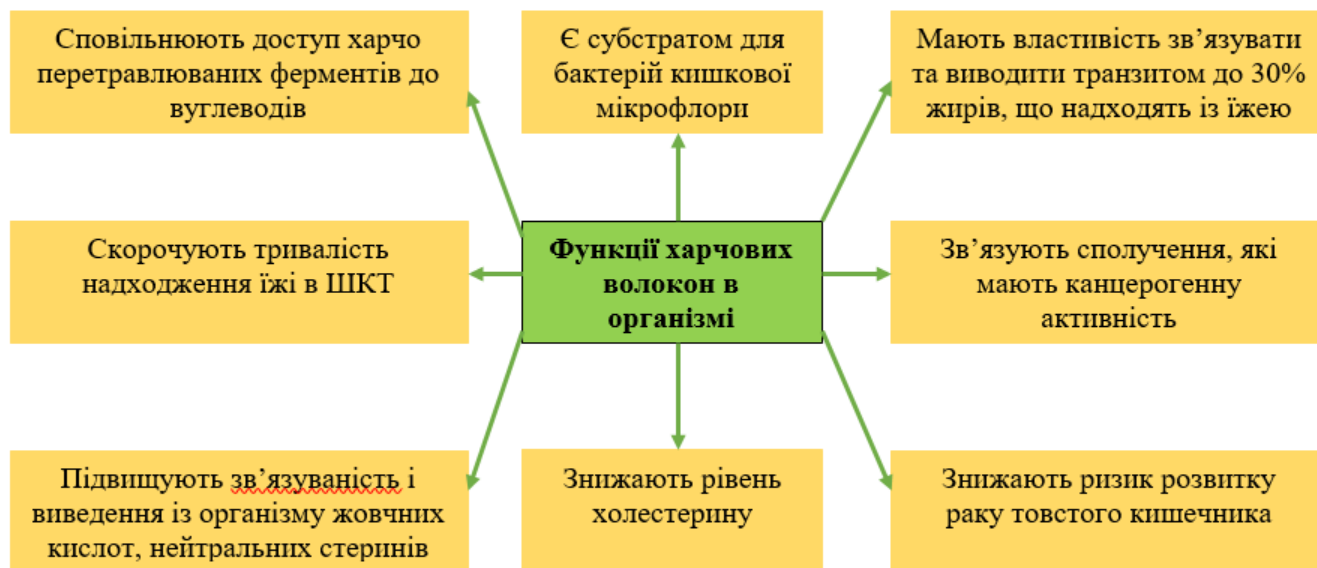 Сповільнюють доступ харчо
перетравлюваних ферментів до
вуглеводів
Є субстратом для
бактерій кишкової
мікрофлори
Мають властивість зв’язувати
та виводити транзитом до 30%
жирів, що надходять із їжею
Скорочують тривалість
надходження їжі в ШКТ
Функції харчових
волокон в
організмі
Зв’язують сполучення, які
мають канцерогенну
активність
Підвищують зв’язуваність і
виведення із організму жовчних
кислот, нейтральних стеринів
Знижають рівень
холестерину
Знижають ризик розвитку
раку товстого кишечника